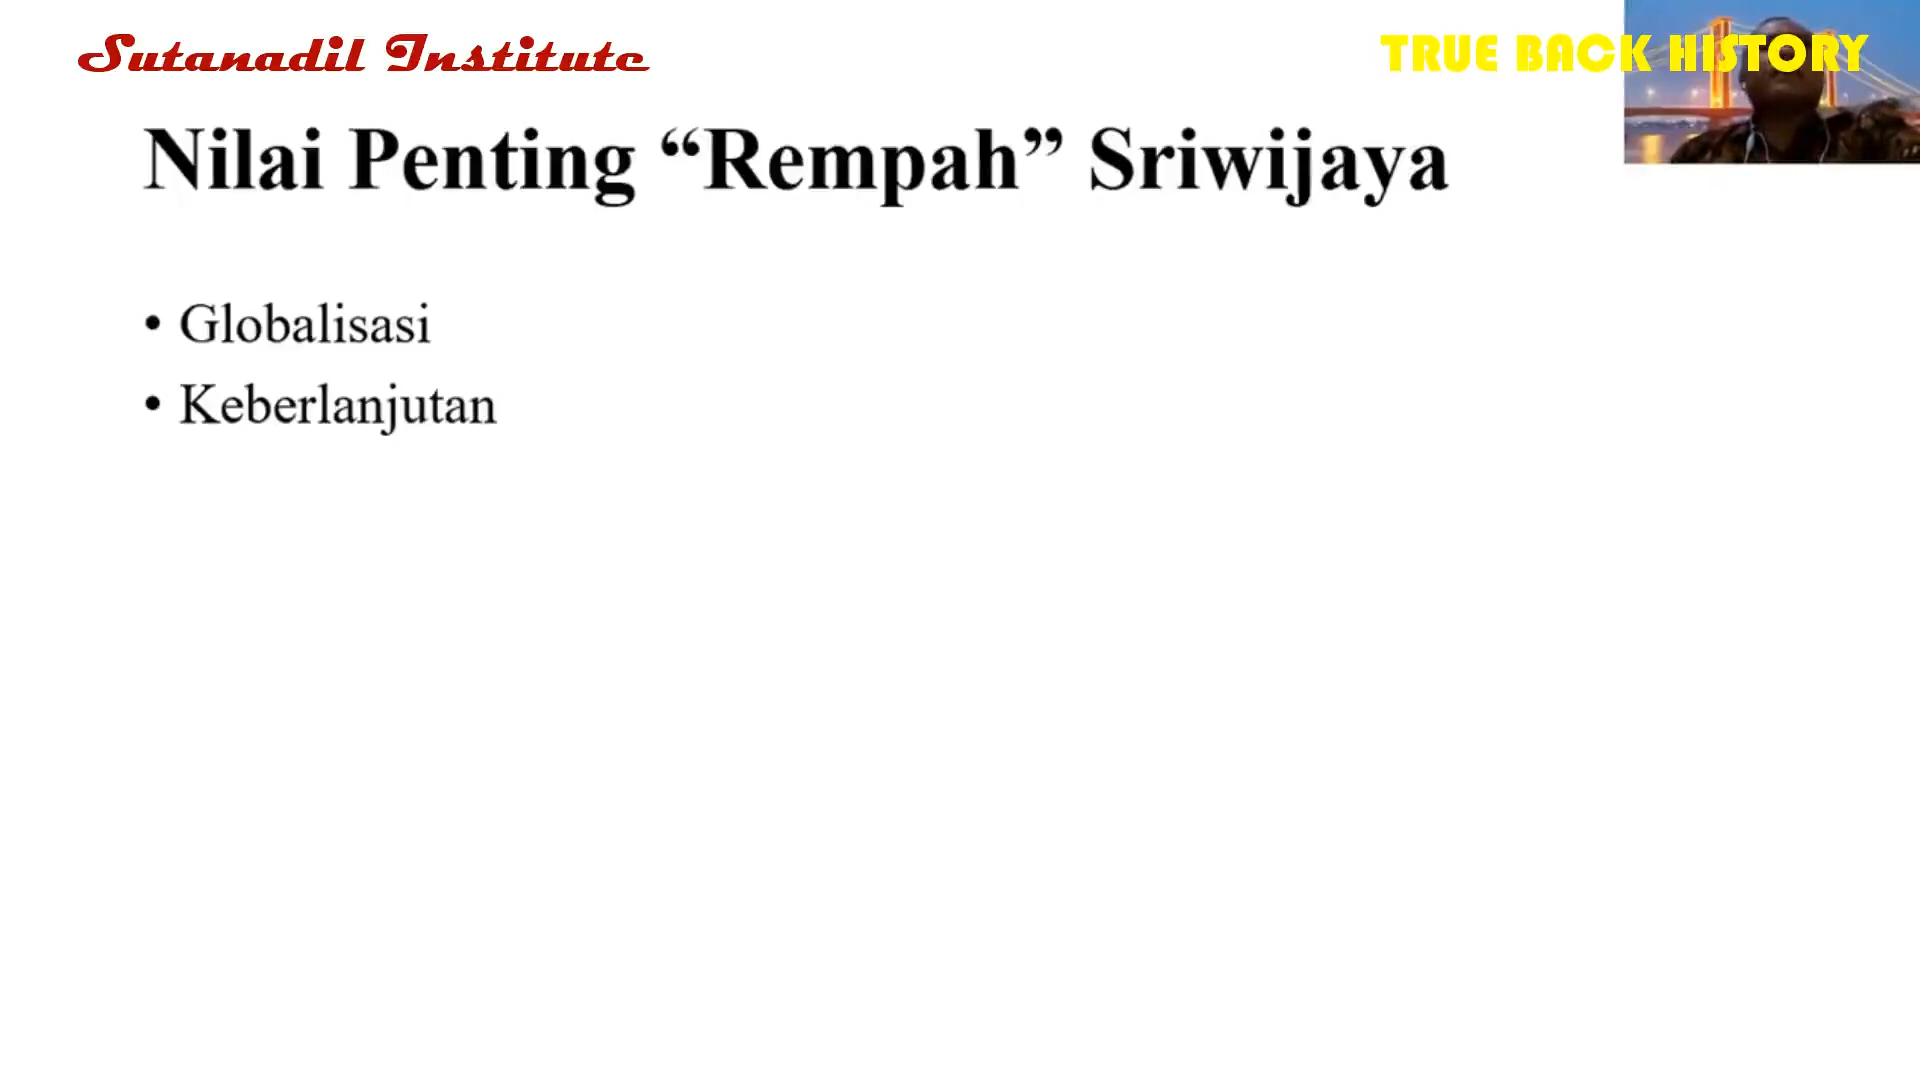 Sutanadil Institute
TRUE BACK HISTORY
Nilai Penting “Rempah” Sriwijaya
• Globalisasi
• Keberlanjutan